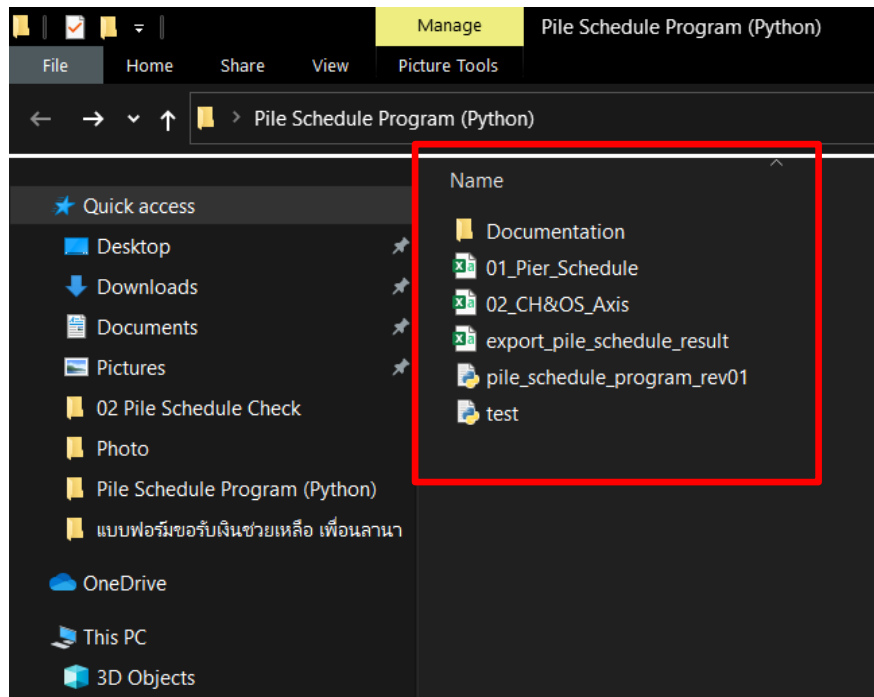 Manage
Pile Schedule Program (Python)
File
Home
Share
View
Picture Tools
Pile Schedule Program (Python)
Name
Quick access
Desktop
Downloads
Documents
Pictures
02 Pile Schedule Check
Photo
Pile Schedule Program (Python)
แบบฟอร์มขอรับเงินช่วยเหลือ เพื่อนลานา
OneDrive
This PC
3D Objects
Documentation
01_Pier_Schedule
02_CH&OS_Axis
export_pile_schedule_result
pile_schedule_program_rev01
test